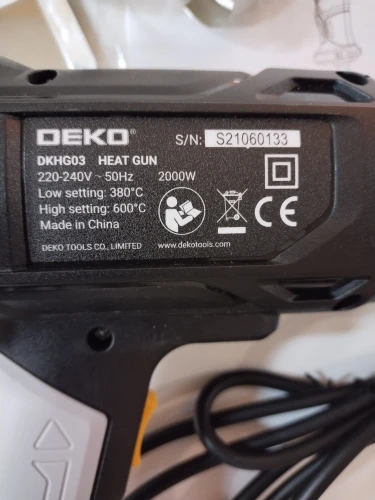 DEKO® S/N: S21060133
DKHG03 HEAT GUN
220-240V ~ 50Hz 2000W
Low setting: 380°C
High setting: 600°C
Made in China
DEKO TOOLS CO., LIMITED www.dekotools.com
CE